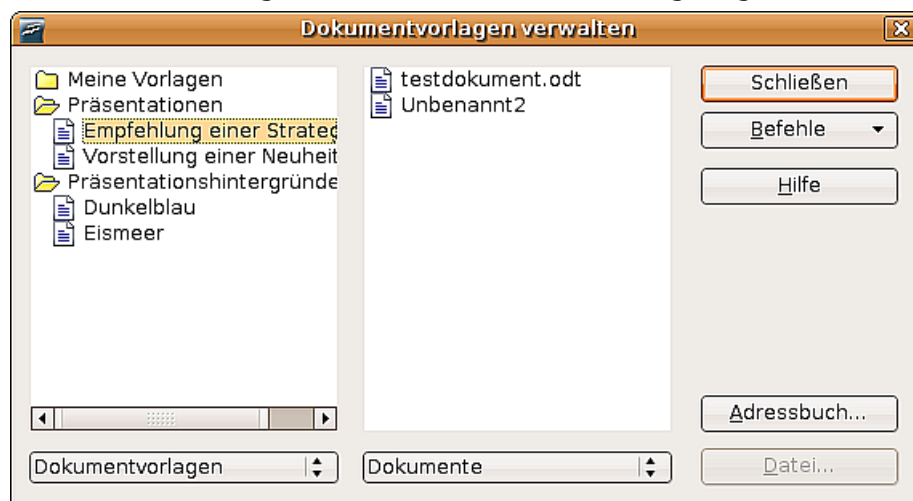 Dokumentvorlagen verwalten
Meine Vorlagen
Präsentationen
Empfehlung einer Strateg
Vorstellung einer Neuheit
Präsentationshintergründe
Dunkelblau
Eismeer
Dokumentvorlagen
testdokument.odt
Unbenannt2
Dokumente
Schließen
Befehle
Hilfe
Adressbuch...
Datei...